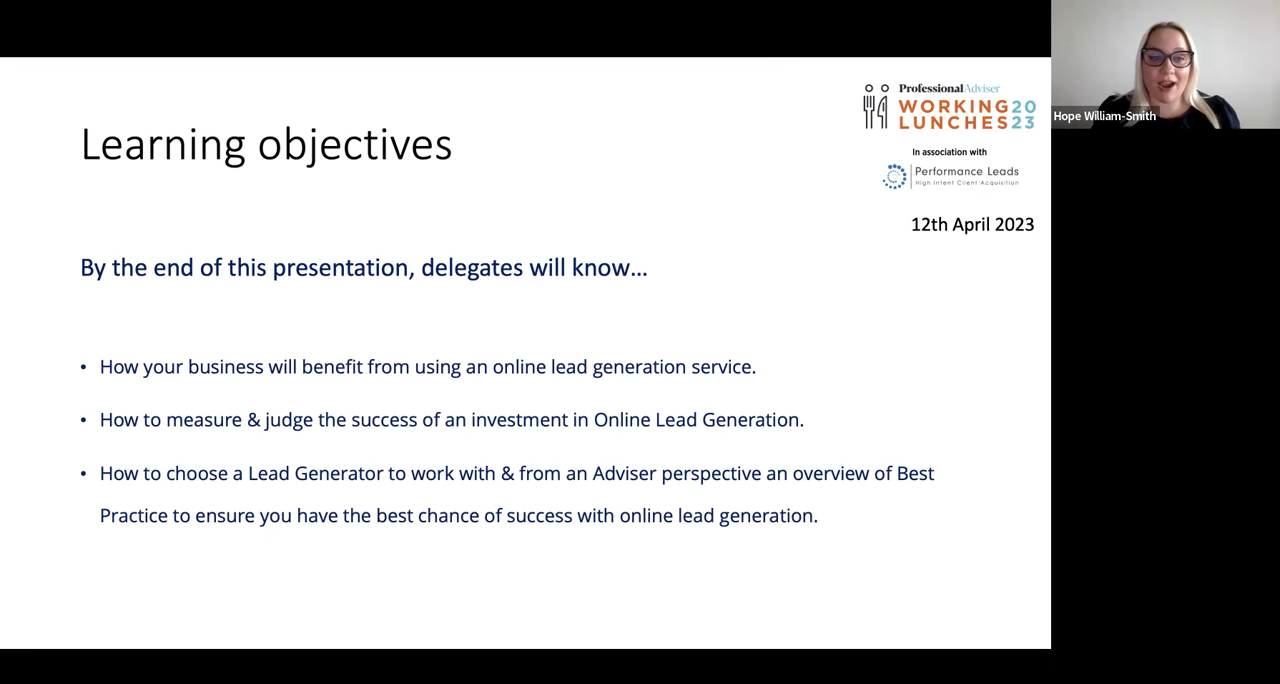 Learning objectives
ProfessionalAdviser
WORKING 20
LUNCHES 23
In association with
Performance Leads
High Intent Client Acquisition
12th April 2023
Hope William-Smith
By the end of this presentation, delegates will know...
• How your business will benefit from using an online lead generation service.
• How to measure & judge the success of an investment in Online Lead Generation.
• How to choose a Lead Generator to work with & from an Adviser perspective an overview of Best
Practice to ensure you have the best chance of success with online lead generation.